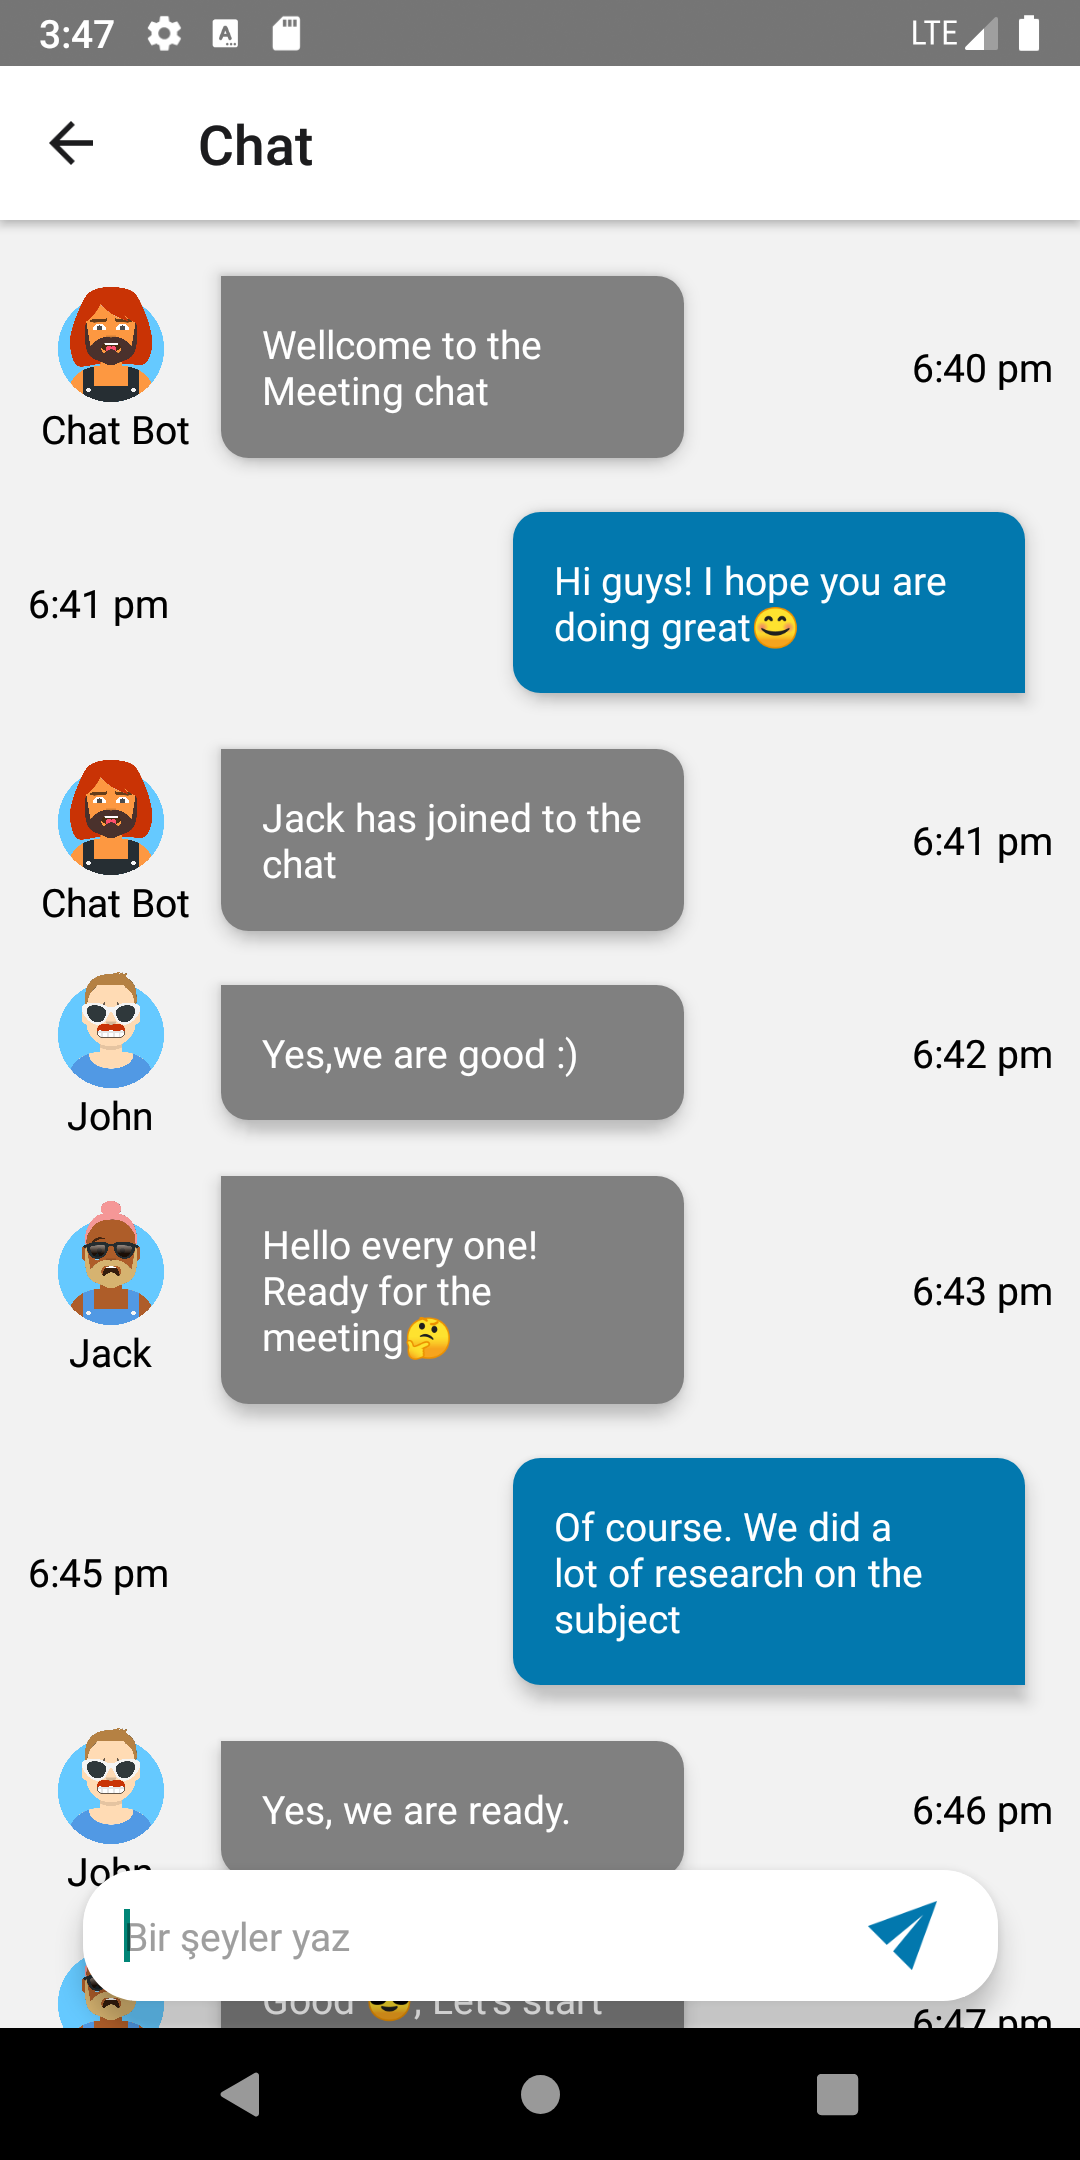 3:47
LTE
Chat
Wellcome to the
Meeting chat
6:40 pm
Chat Bot
Hi guys! I hope you are
doing great😊
6:41 pm
Jack has joined to the
chat
6:41 pm
Chat Bot
Yes,we are good :)
6:42 pm
John
Hello every one!
Ready for the
meeting🤔
6:43 pm
Jack
Of course. We did a
lot of research on the
subject
6:45 pm
Yes, we are ready.
6:46 pm
John
Bir şeyler yaz
Good 😎, Let's start
6:47 pm